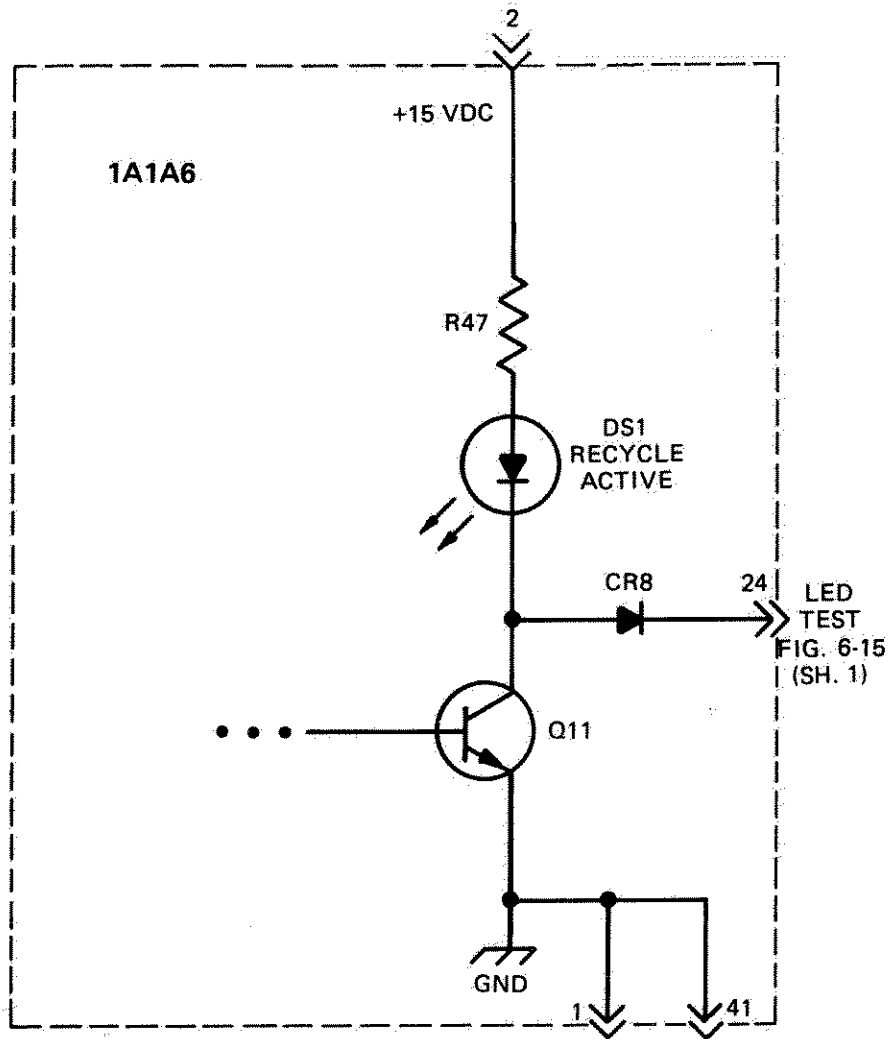 2
+15 VDC
1A1A6
R47
DS1
RECYCLE
ACTIVE
CR8
24
LED
TEST
FIG. 6-15
(SH. 1)
Q11
GND
1
41